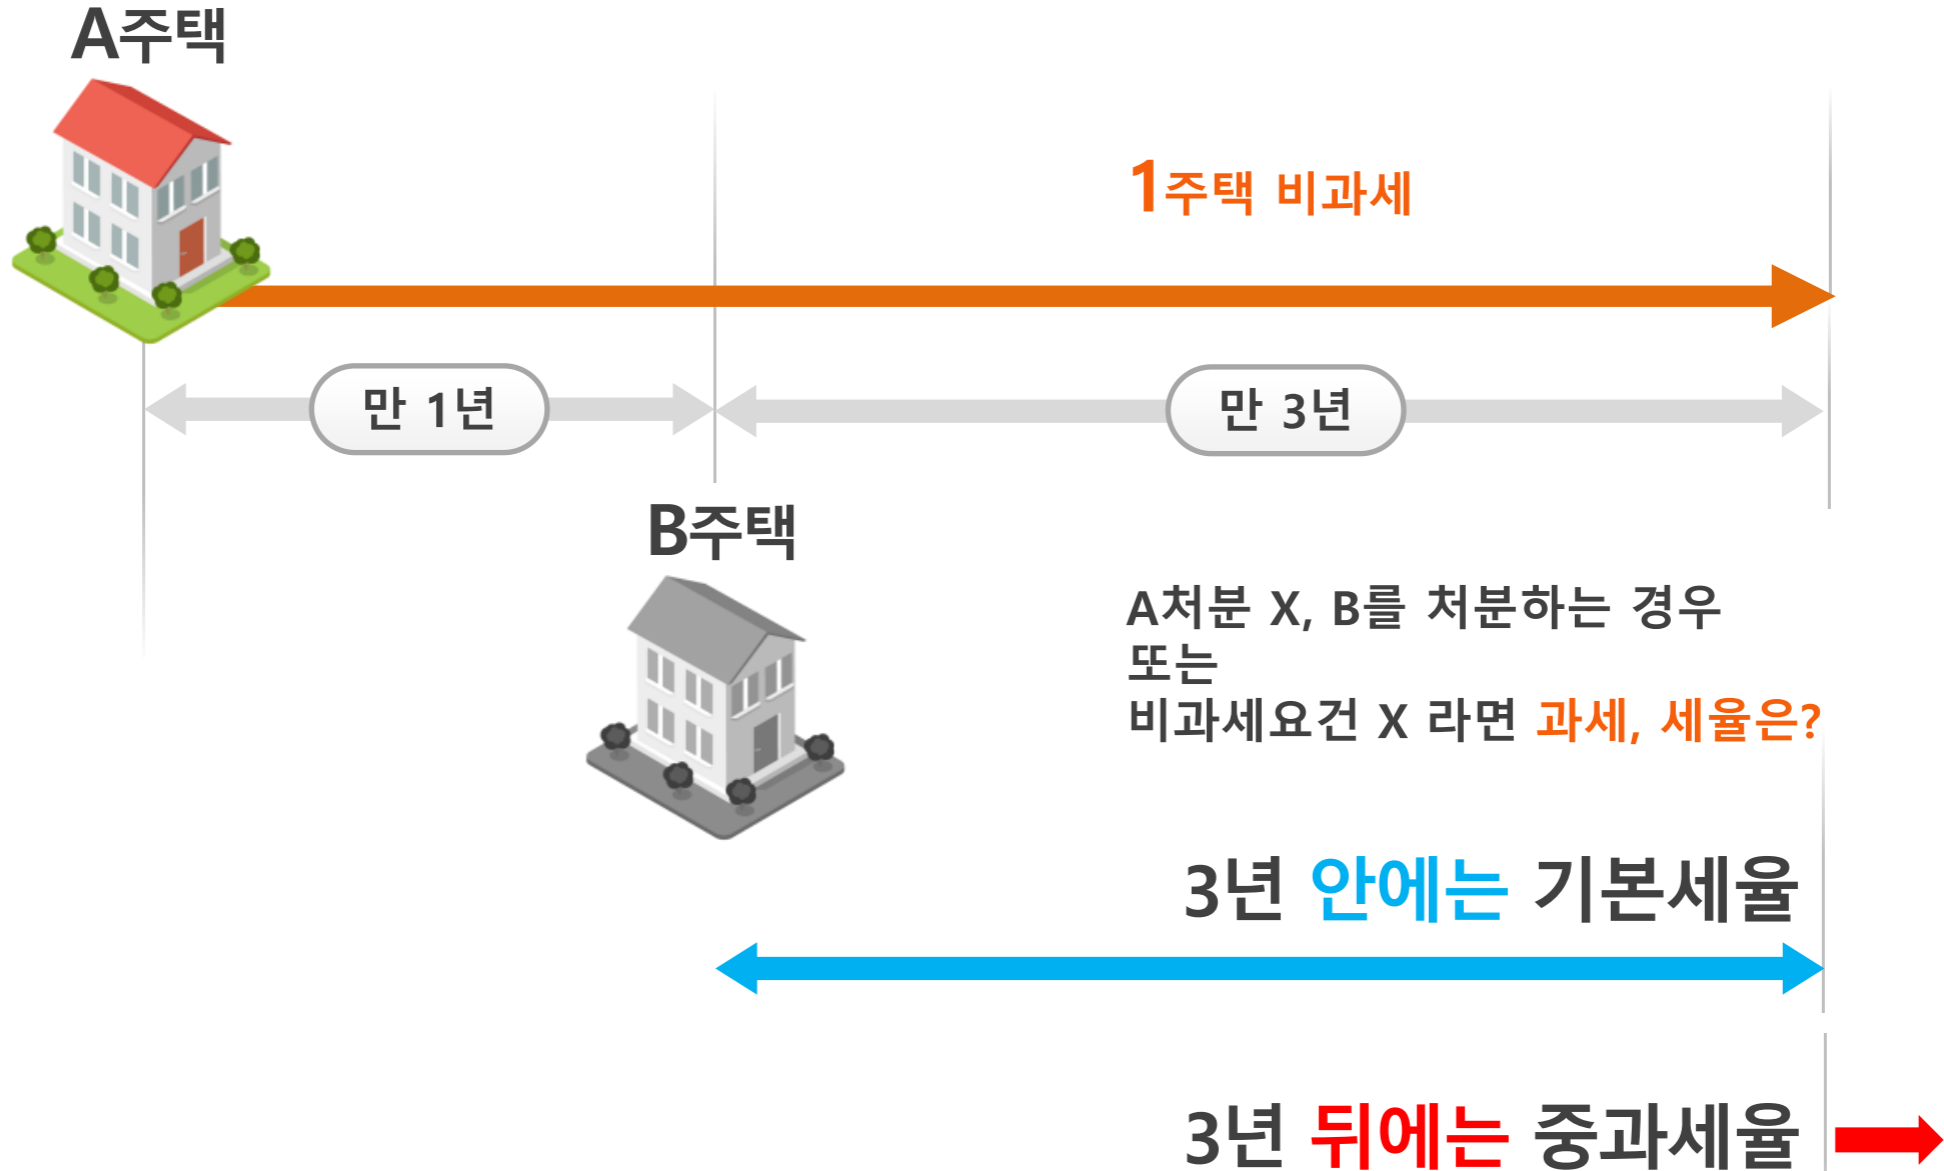 A주택
1주택 비과세
만 1년
만 3년
B주택
A처분 X, B를 처분하는 경우
또는
비과세요건 X 라면 과세, 세율은?
3년 안에는 기본세율
3년 뒤에는 중과세율